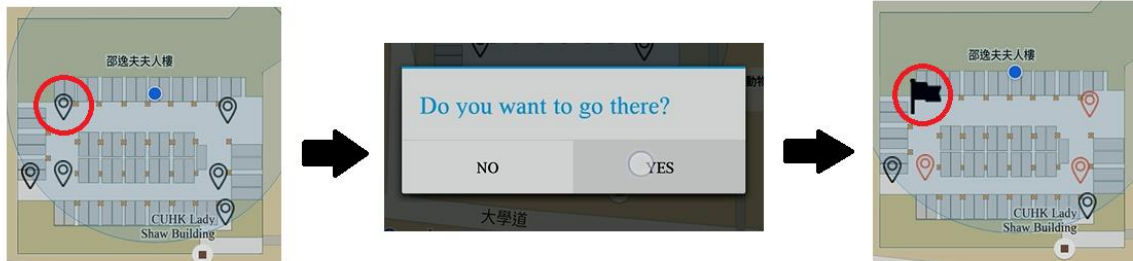 邵逸夫夫人樓
CUHK Lady
Shaw Building
Do you want to go there?
NO
YES
大學道
邵逸夫夫人樓
CUHK Lady
Shaw Building